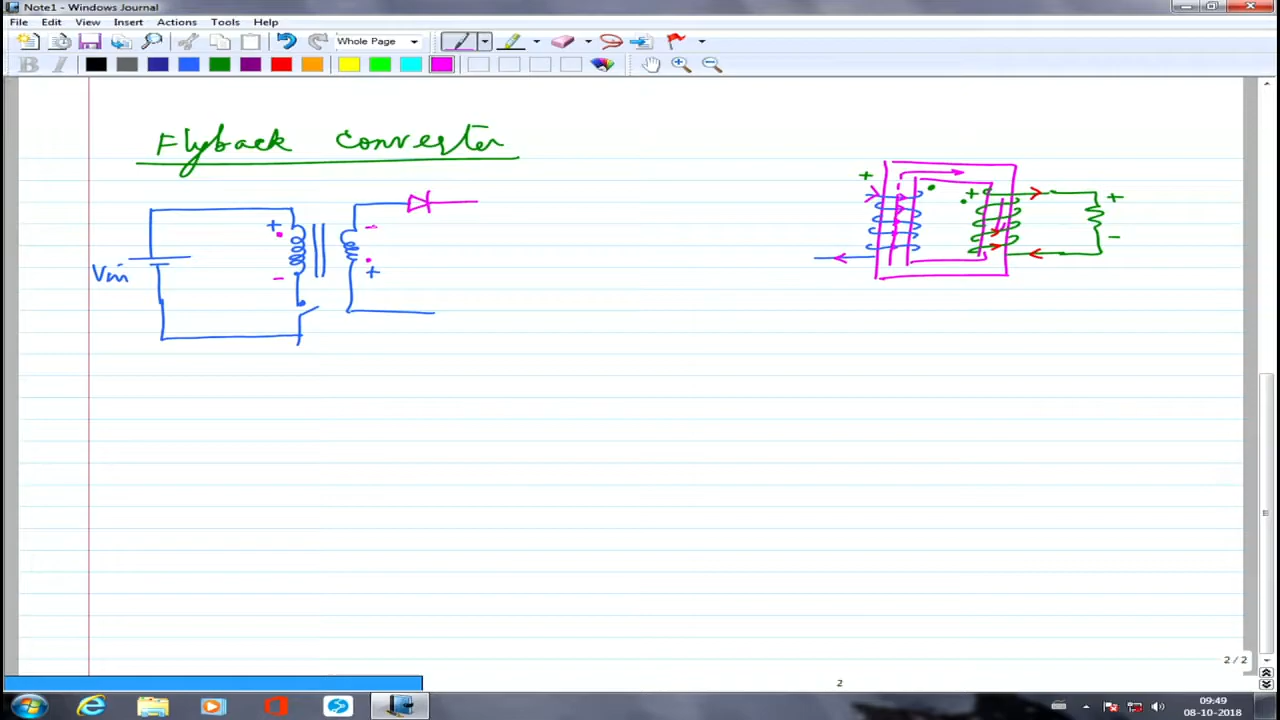 Note1 - Windows Journal
File Edit View Insert Actions Tools Help
Whole Page
B I
Flyback Converter
+ + + +
+ - -
Vin
- +
2 / 2
2
09:49
08-10-2018